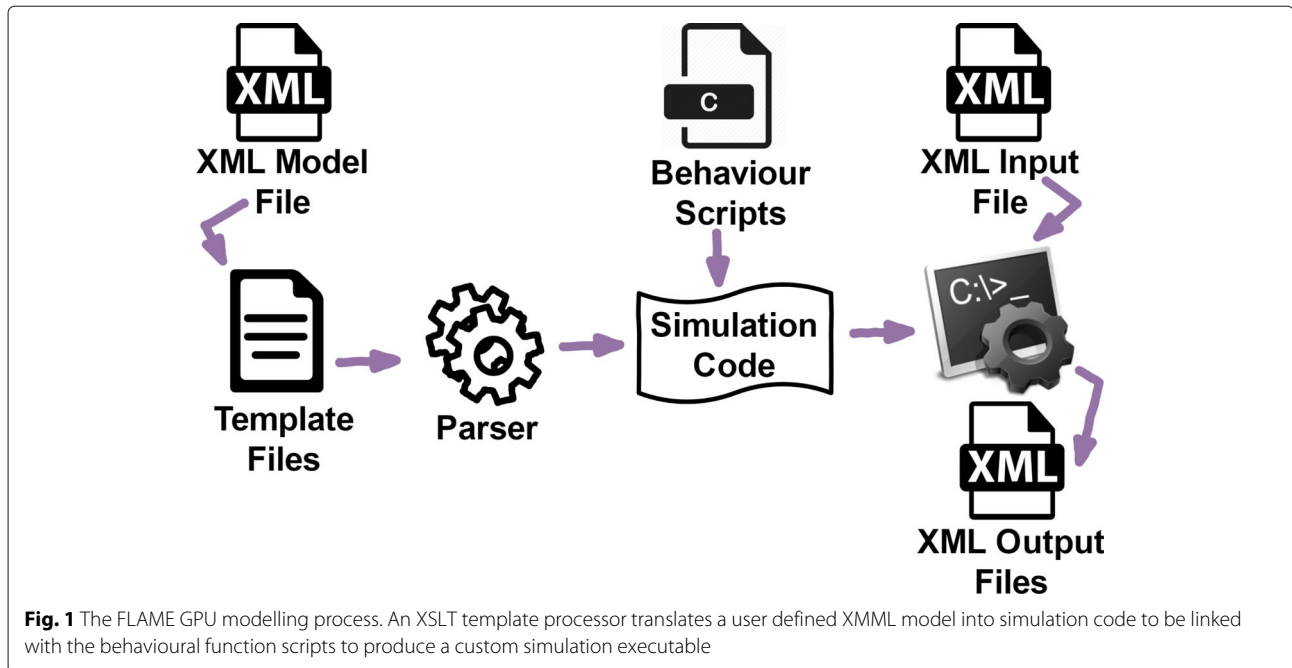 XML
XML Model
File
C
Behaviour
Scripts
XML
XML Input
File
Template
Files
Parser
Simulation
Code
C:\>_
XML
XML Output
Files
Fig. 1 The FLAME GPU modelling process. An XSLT template processor translates a user defined XMML model into simulation code to be linked
with the behavioural function scripts to produce a custom simulation executable